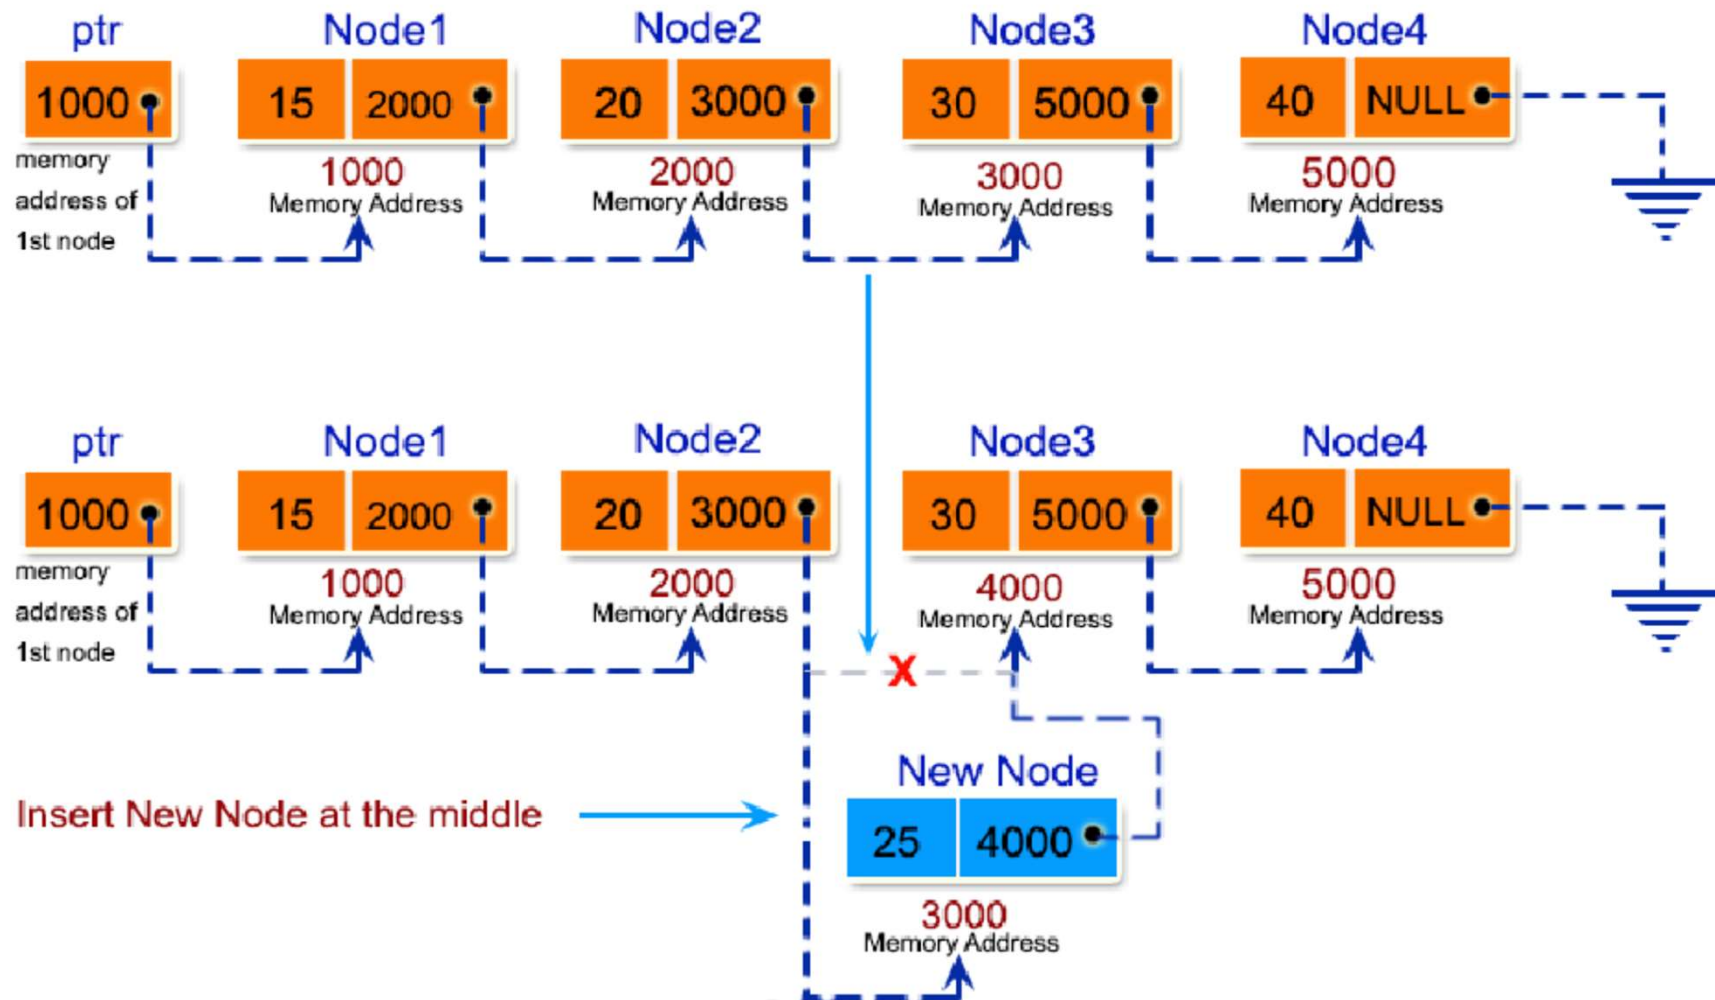 ptr Node1 Node2 Node3 Node4
1000 15 2000 20 3000 30 5000 40 NULL
memory
address of
1st node
1000 2000 3000 5000
Memory Address Memory Address Memory Address Memory Address
ptr Node1 Node2 Node3 Node4
1000 15 2000 20 3000 30 5000 40 NULL
memory
address of
1st node
1000 2000 4000 5000
Memory Address Memory Address Memory Address Memory Address
X
New Node
Insert New Node at the middle
25 4000
3000
Memory Address